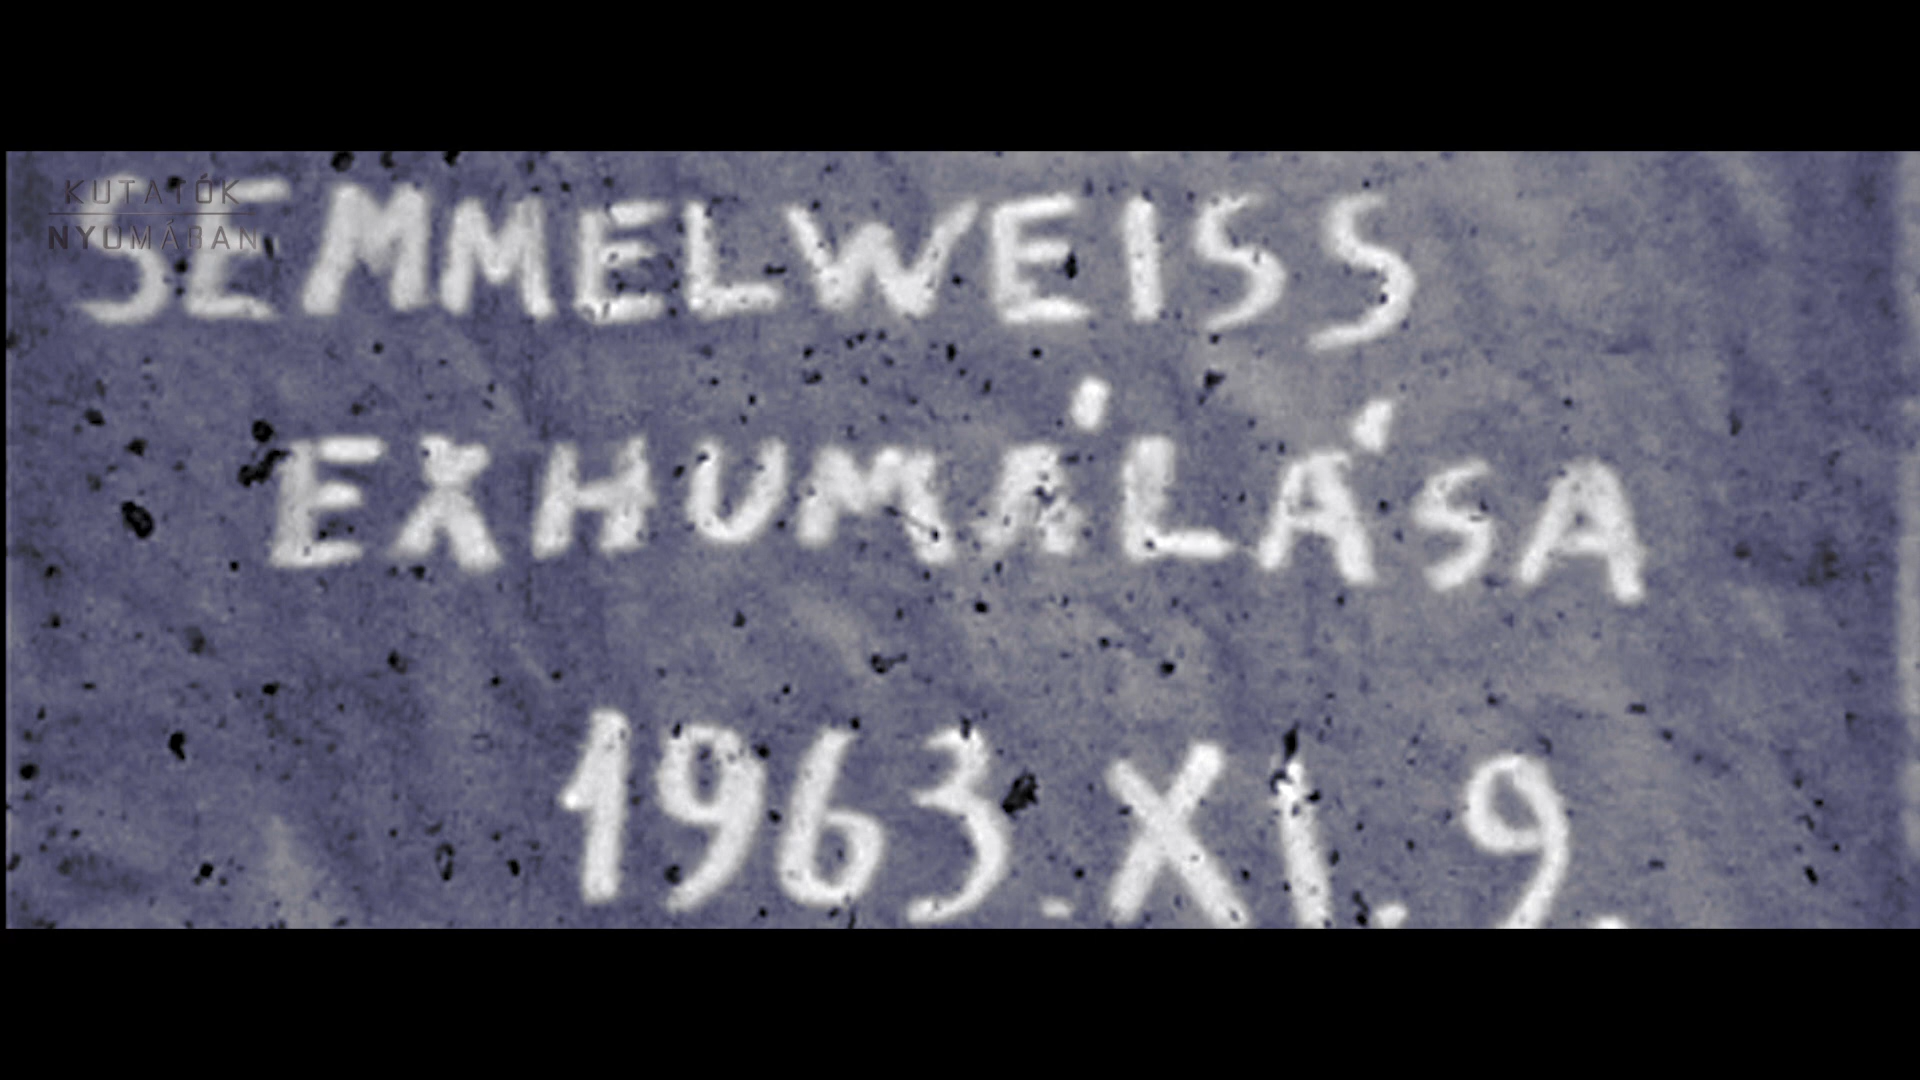 KUTATÓK
NYOMÁBAN
SEMMELWEISS
EXHUMÁLÁSA
1963.XI.9.